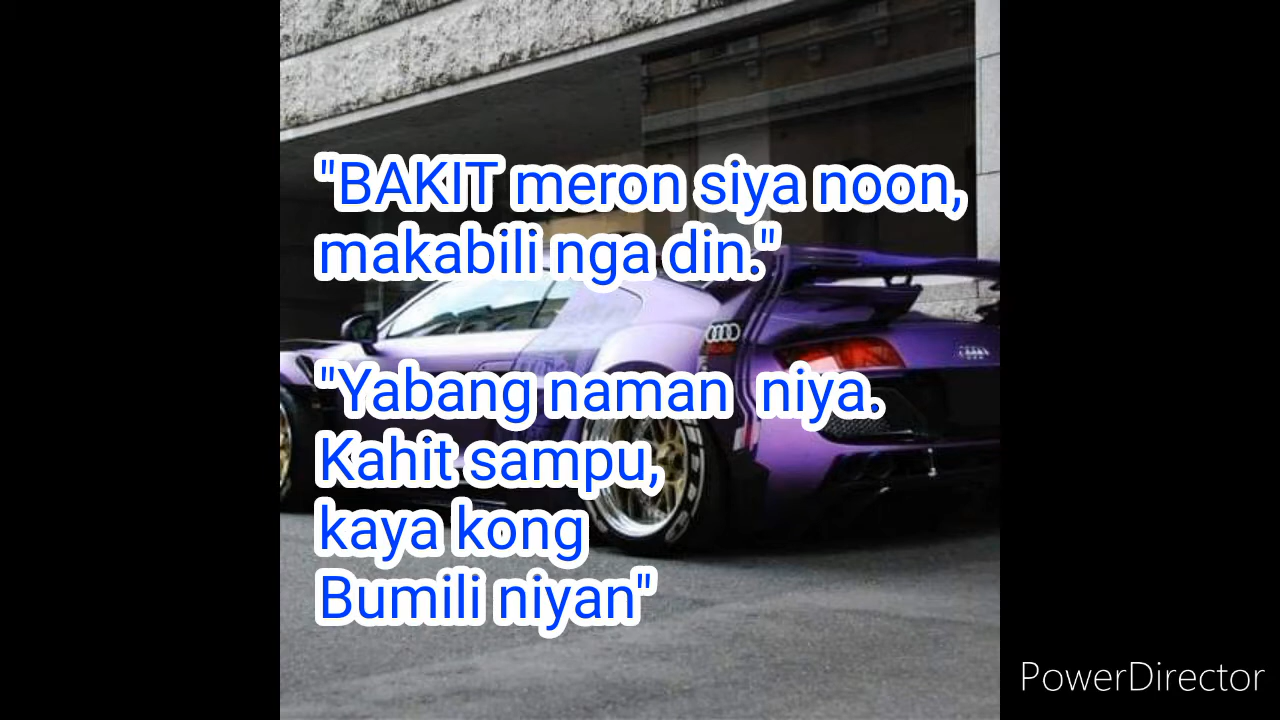 "BAKIT meron siya noon,
makabili nga din."
"Yabang naman  niya.
Kahit sampu,
kaya kong
Bumili niyan"
PowerDirector